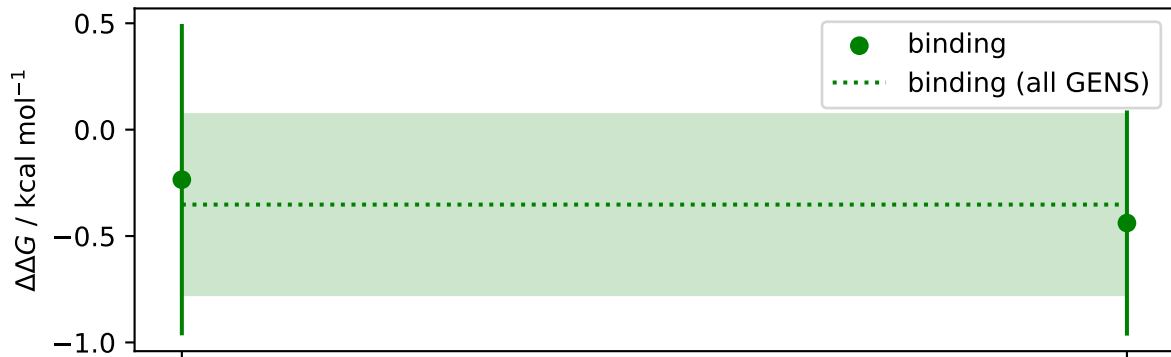 0.5
0.0
−0.5
−1.0
ΔΔG / kcal mol⁻¹
binding
binding (all GENS)